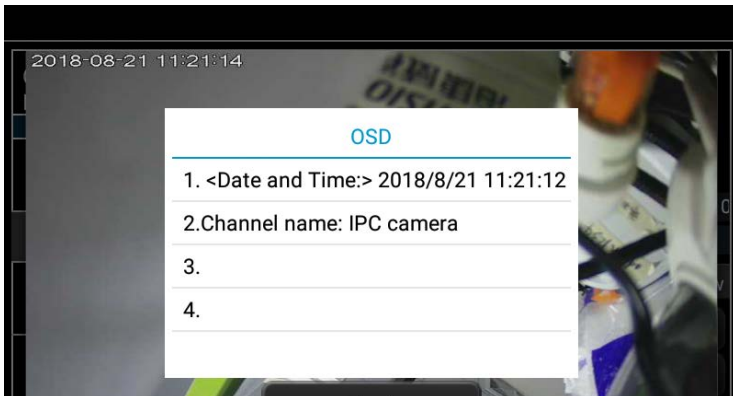 2018-08-21 11:21:14
OSD
1. <Date and Time:> 2018/8/21 11:21:12
2.Channel name: IPC camera
3.
4.